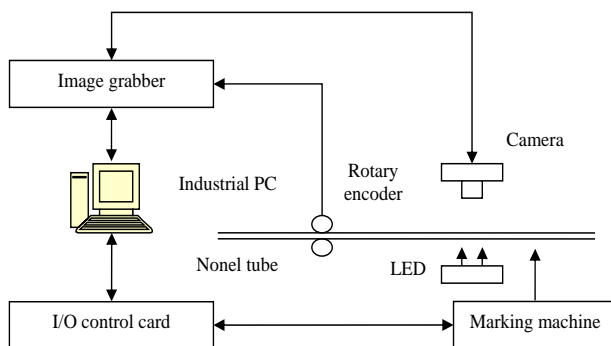 Image grabber
Camera
Industrial PC
Rotary
encoder
Nonel tube
LED
I/O control card
Marking machine